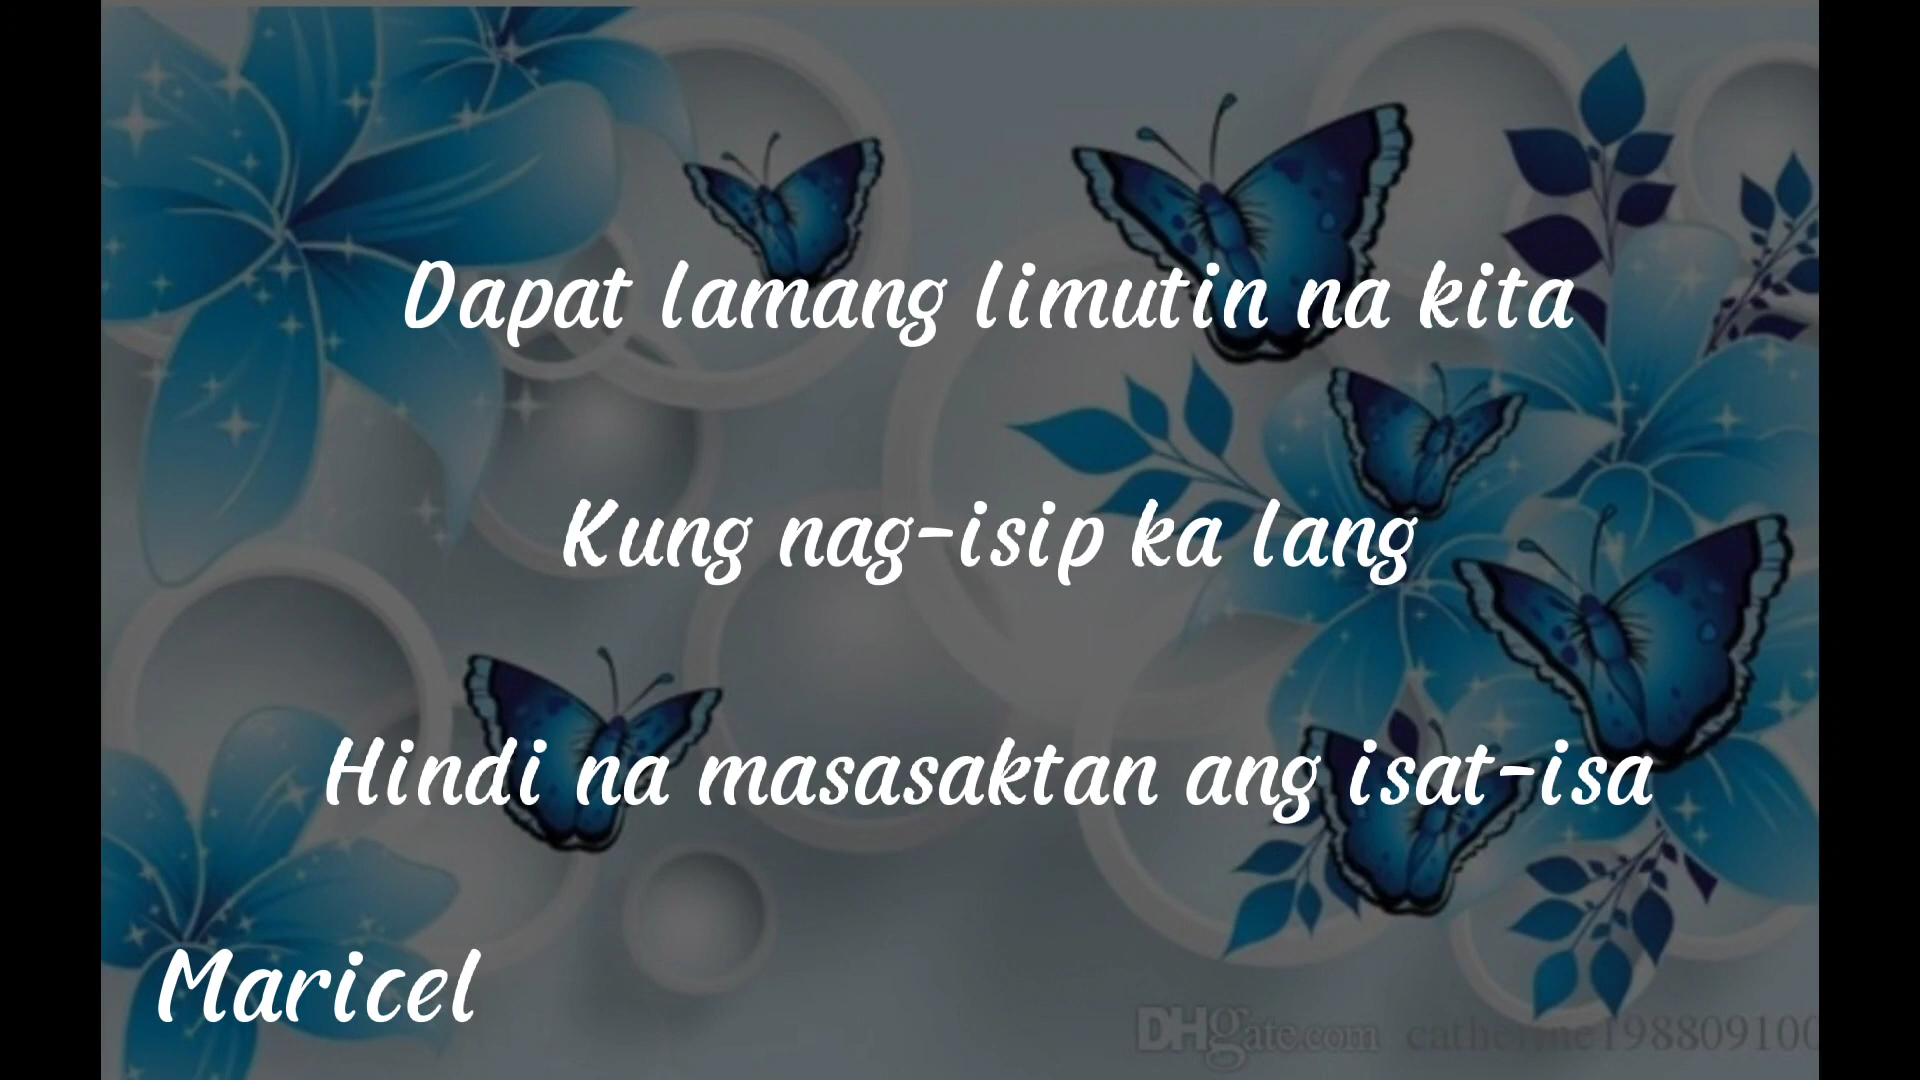 Dapat lamang limutin na kita
Kung nag-isip ka lang
Hindi na masasaktan ang isat-isa
Maricel
DHgate.com catherine198809100